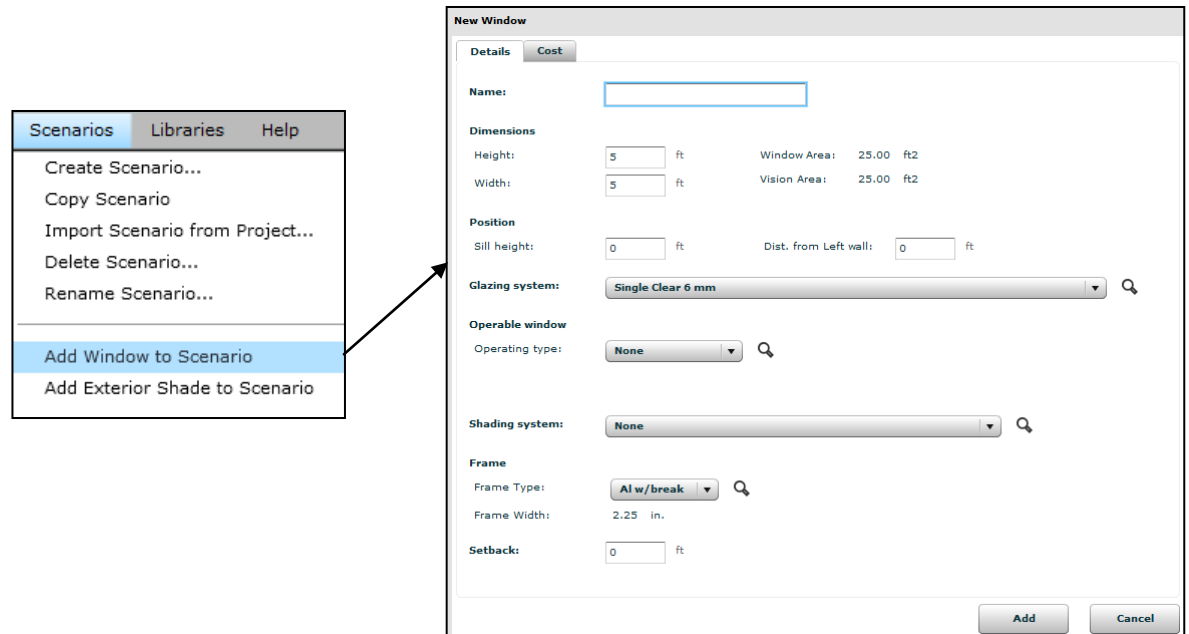 Scenarios Libraries Help
Create Scenario...
Copy Scenario
Import Scenario from Project...
Delete Scenario...
Rename Scenario...
Add Window to Scenario
Add Exterior Shade to Scenario
New Window
Details Cost
Name:
Dimensions
Height: 5 ft Window Area: 25.00 ft2
Width: 5 ft Vision Area: 25.00 ft2
Position
Sill height: 0 ft Dist. from Left wall: 0 ft
Glazing system: Single Clear 6 mm
Operable window
Operating type: None
Shading system: None
Frame
Frame Type: Al w/break
Frame Width: 2.25 in.
Setback: 0 ft
Add Cancel